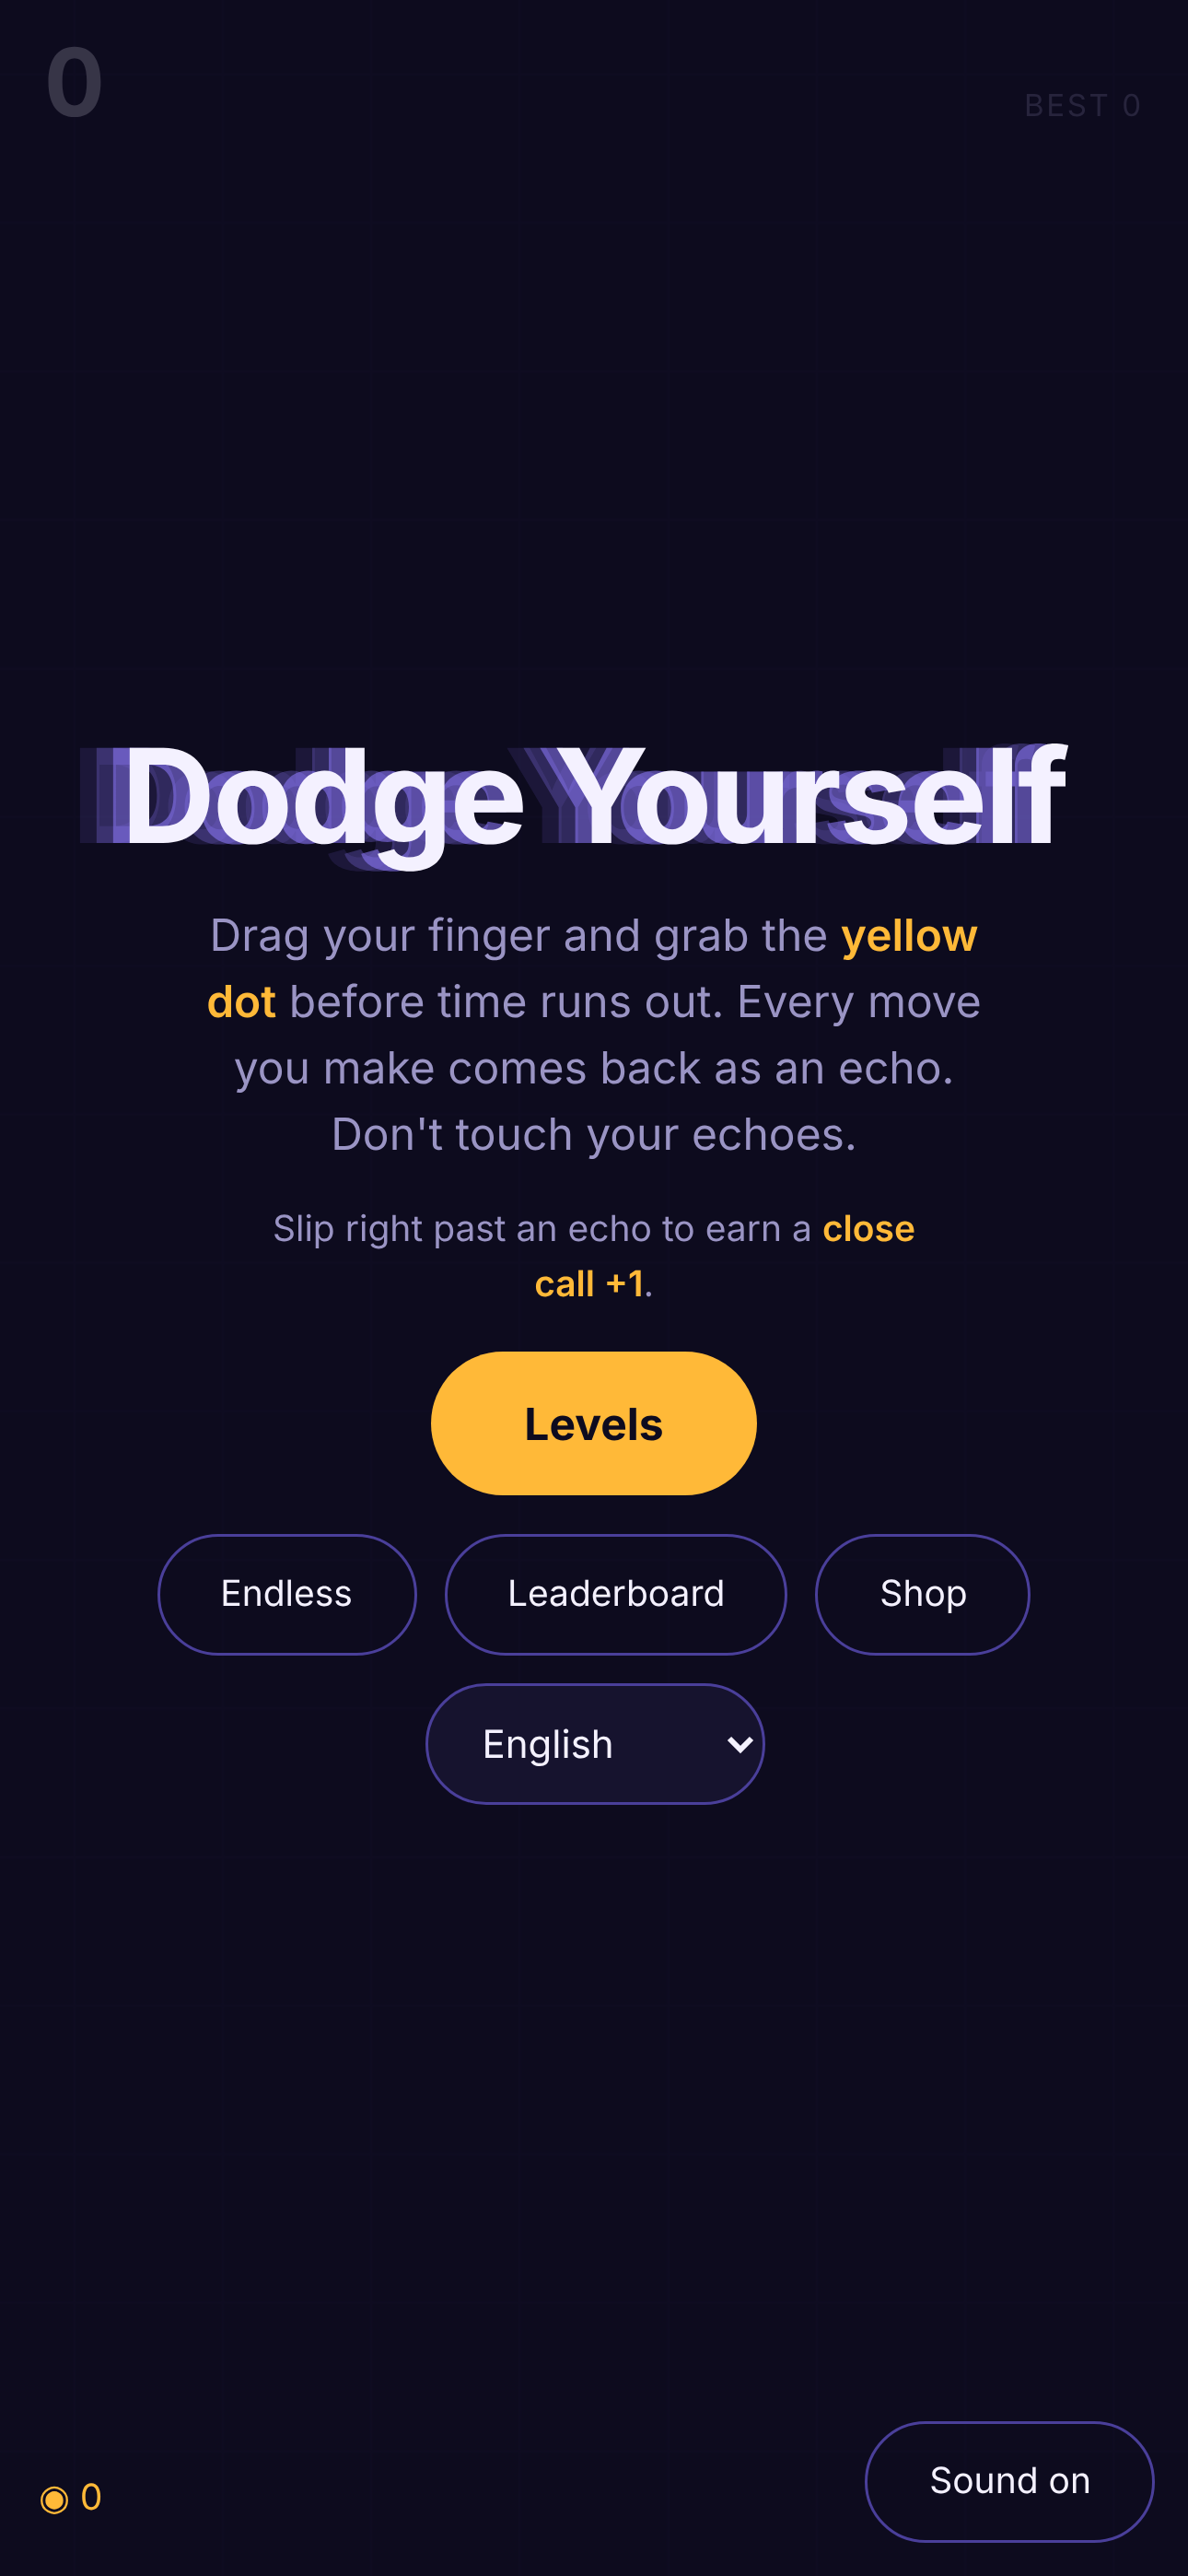 0
BEST 0
Dodge Yourself
Drag your finger and grab the yellow
dot before time runs out. Every move
you make comes back as an echo.
Don't touch your echoes.
Slip right past an echo to earn a close
call +1.
Levels
Endless
Leaderboard
Shop
English
◉ 0
Sound on